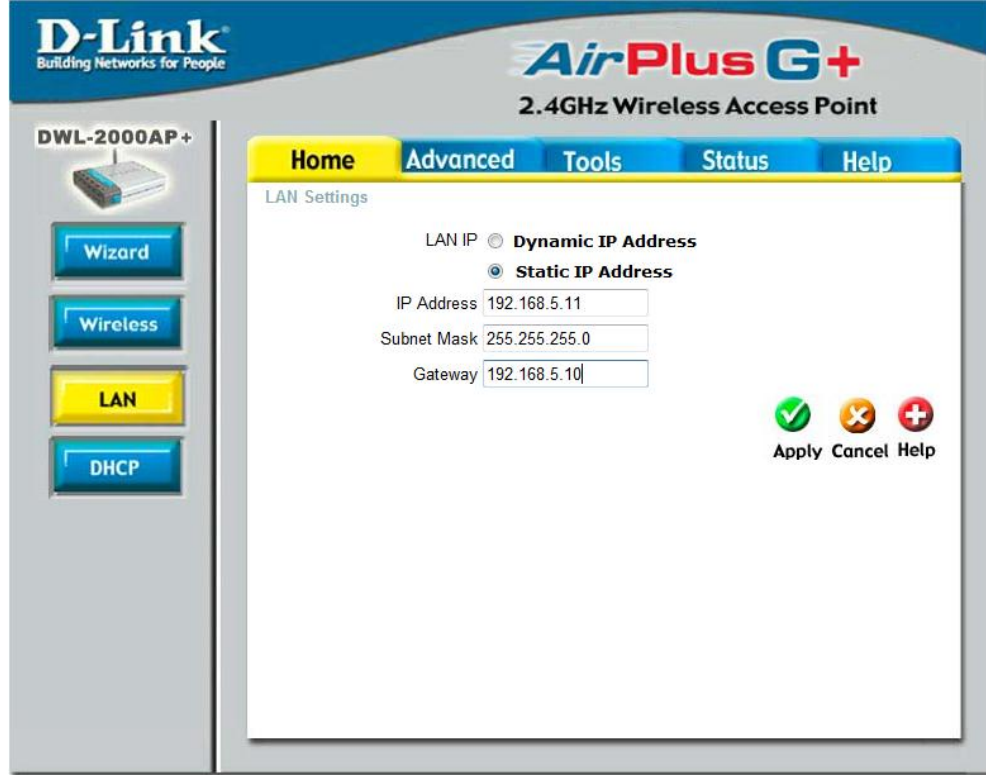 D-Link
Building Networks for People
AirPlus G+
2.4GHz Wireless Access Point
DWL-2000AP+
Home Advanced Tools Status Help
LAN Settings
Wizard
Wireless
LAN
DHCP
LAN IP Dynamic IP Address
Static IP Address
IP Address 192.168.5.11
Subnet Mask 255.255.255.0
Gateway 192.168.5.10
Apply Cancel Help